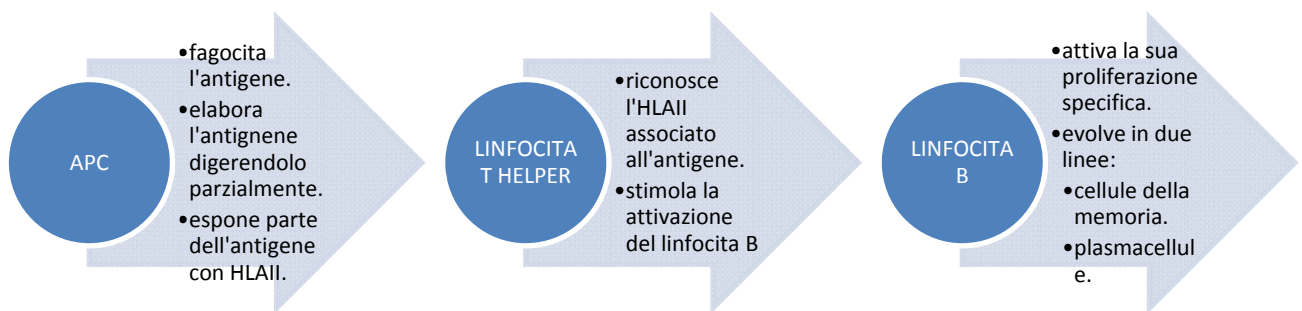 APC
•fagocita
l'antigene.
•elabora
l'antignene
digerendolo
parzialmente.
•espone parte
dell'antigene
con HLAII.
LINFOCITA
T HELPER
•riconosce
l'HLAII
associato
all'antigene.
•stimola la
attivazione
del linfocita B
LINFOCITA
B
•attiva la sua
proliferazione
specifica.
•evolve in due
linee:
•cellule della
memoria.
•plasmacellul
e.